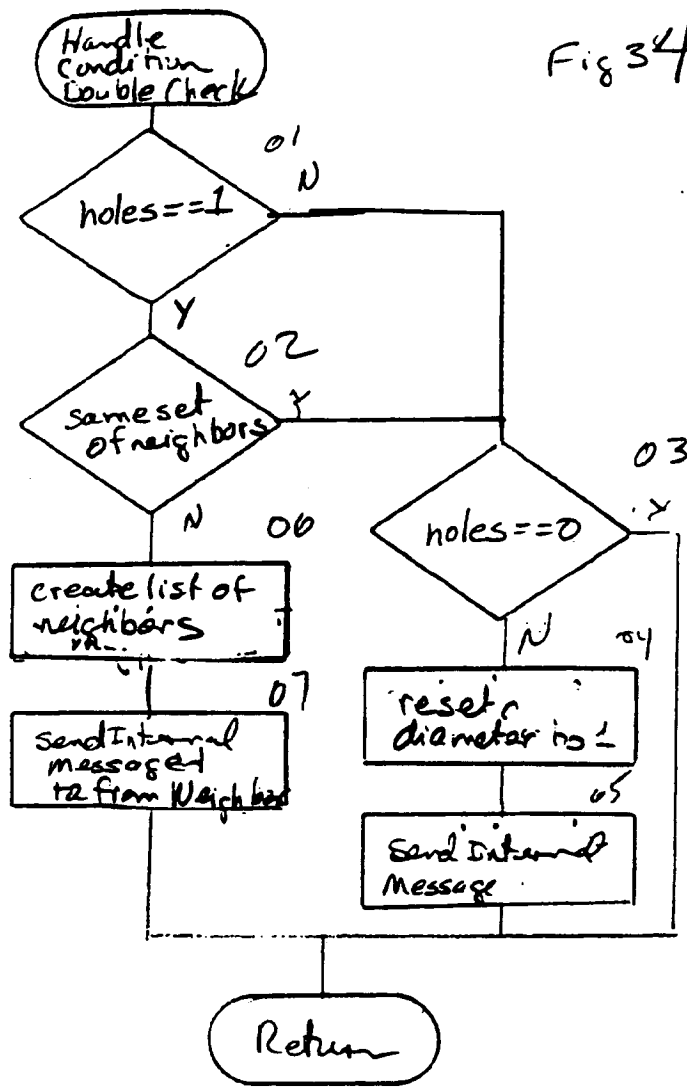 Fig 34
Handle
Condition
Double Check
01
N
holes==1
Y
02
same set
of neighbors
Y
03
holes==0
Y
N
06
create list of
neighbors
N
04
reset
diameter to 1
07
send Internal
message
to from Neighbor
05
Send Internal
Message
Return